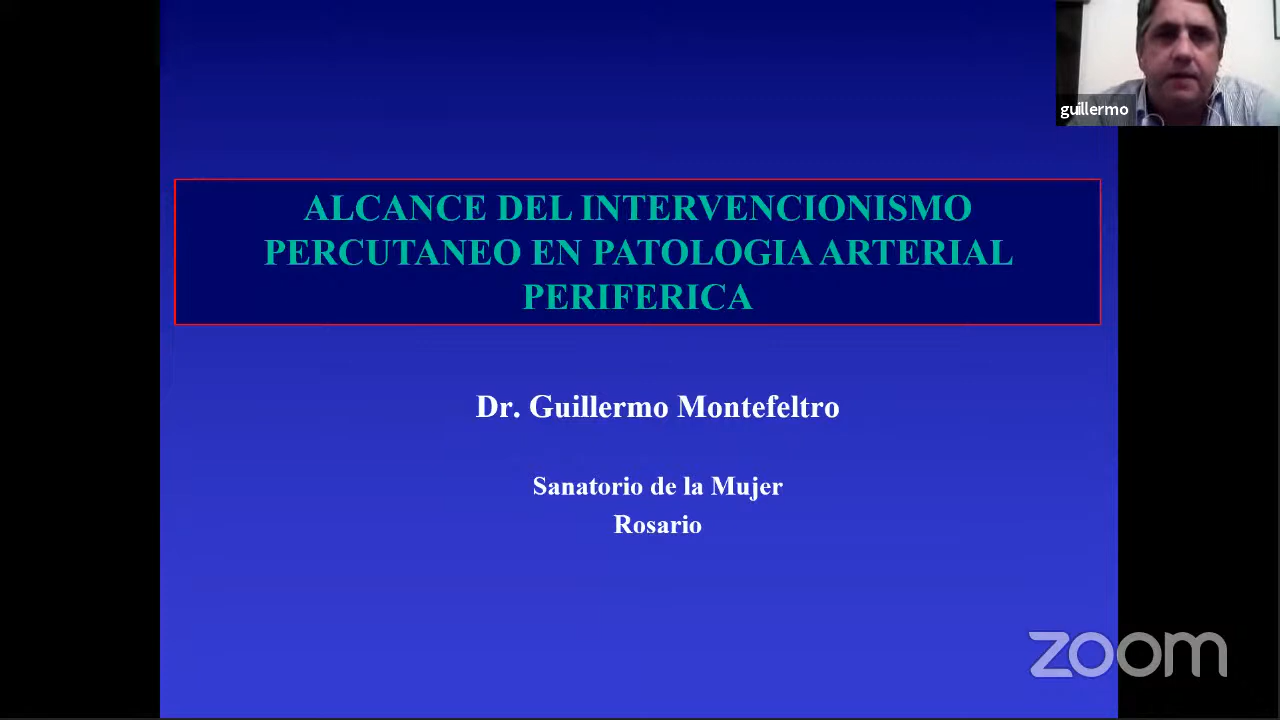 guillermo
ALCANCE DEL INTERVENCIONISMO
PERCUTANEO EN PATOLOGIA ARTERIAL
PERIFERICA
Dr. Guillermo Montefeltro
Sanatorio de la Mujer
Rosario
zoom